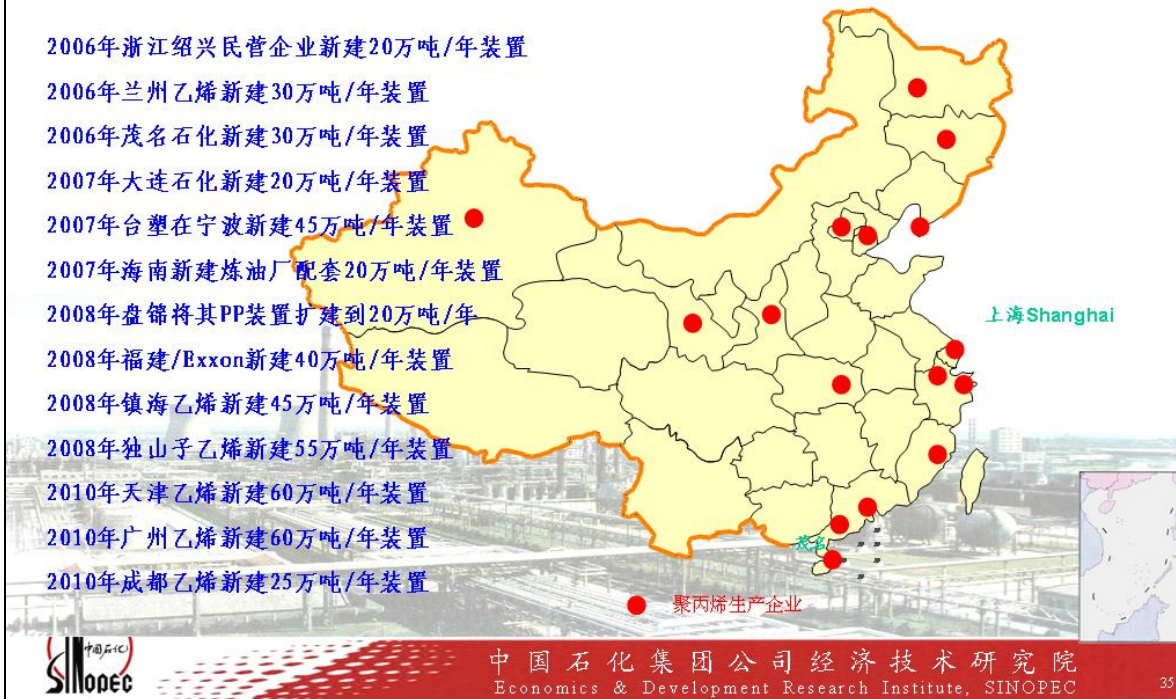 2006年浙江绍兴民营企业新建20万吨/年装置
2006年兰州乙烯新建30万吨/年装置
2006年茂名石化新建30万吨/年装置
2007年大连石化新建20万吨/年装置
2007年台塑在宁波新建45万吨/年装置
2007年海南新建炼油厂配套20万吨/年装置
2008年盘锦将其PP装置扩建到20万吨/年
2008年福建/Exxon新建40万吨/年装置
2008年镇海乙烯新建45万吨/年装置
2008年独山子乙烯新建55万吨/年装置
2010年天津乙烯新建60万吨/年装置
2010年广州乙烯新建60万吨/年装置
2010年成都乙烯新建25万吨/年装置
上海Shanghai
茂名
聚丙烯生产企业
中国石化
SINOPEC
中国石化集团公司经济技术研究院
Economics & Development Research Institute, SINOPEC